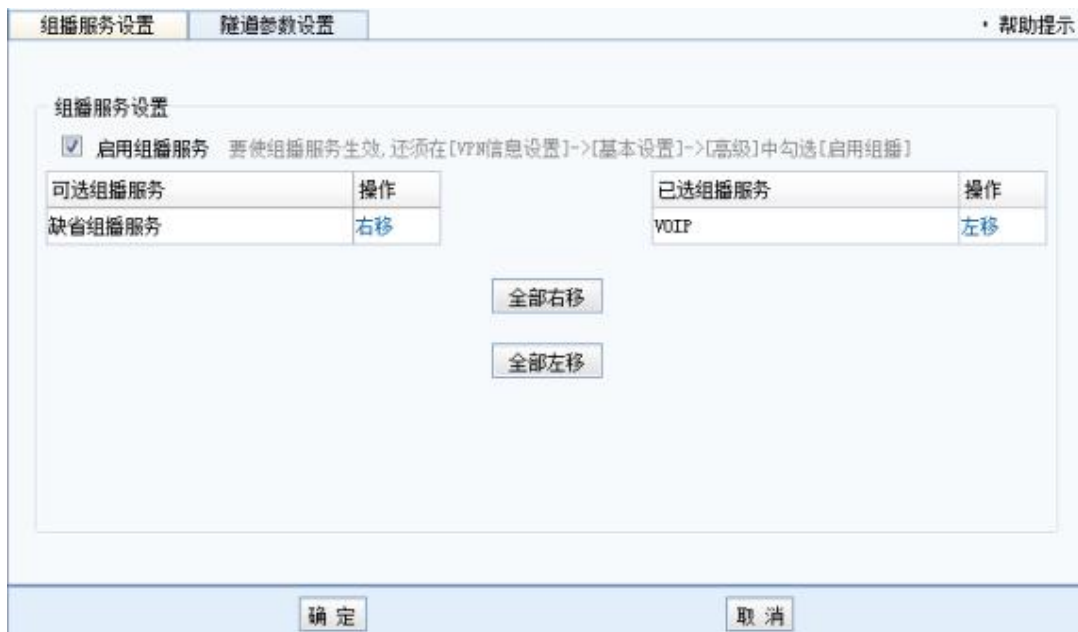 组播服务设置 隧道参数设置 · 帮助提示
组播服务设置
启用组播服务 要使组播服务生效,还须在[VPN信息设置]->[基本设置]->[高级]中勾选[启用组播]
可选组播服务 操作 已选组播服务 操作
缺省组播服务 右移 VOIP 左移
全部右移
全部左移
确 定 取 消